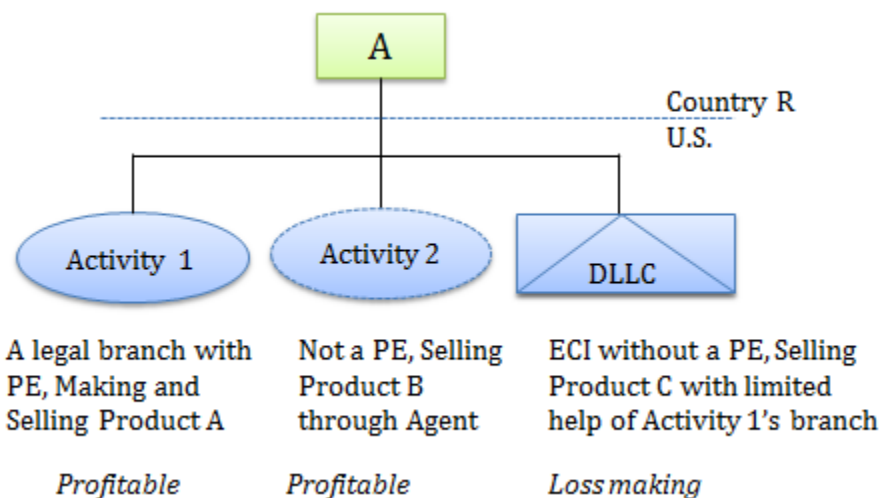 A
Country R
U.S.
Activity 1
Activity 2
DLLC
A legal branch with
PE, Making and
Selling Product A
Not a PE, Selling
Product B
through Agent
ECI without a PE, Selling
Product C with limited
help of Activity 1's branch
Profitable
Profitable
Loss making